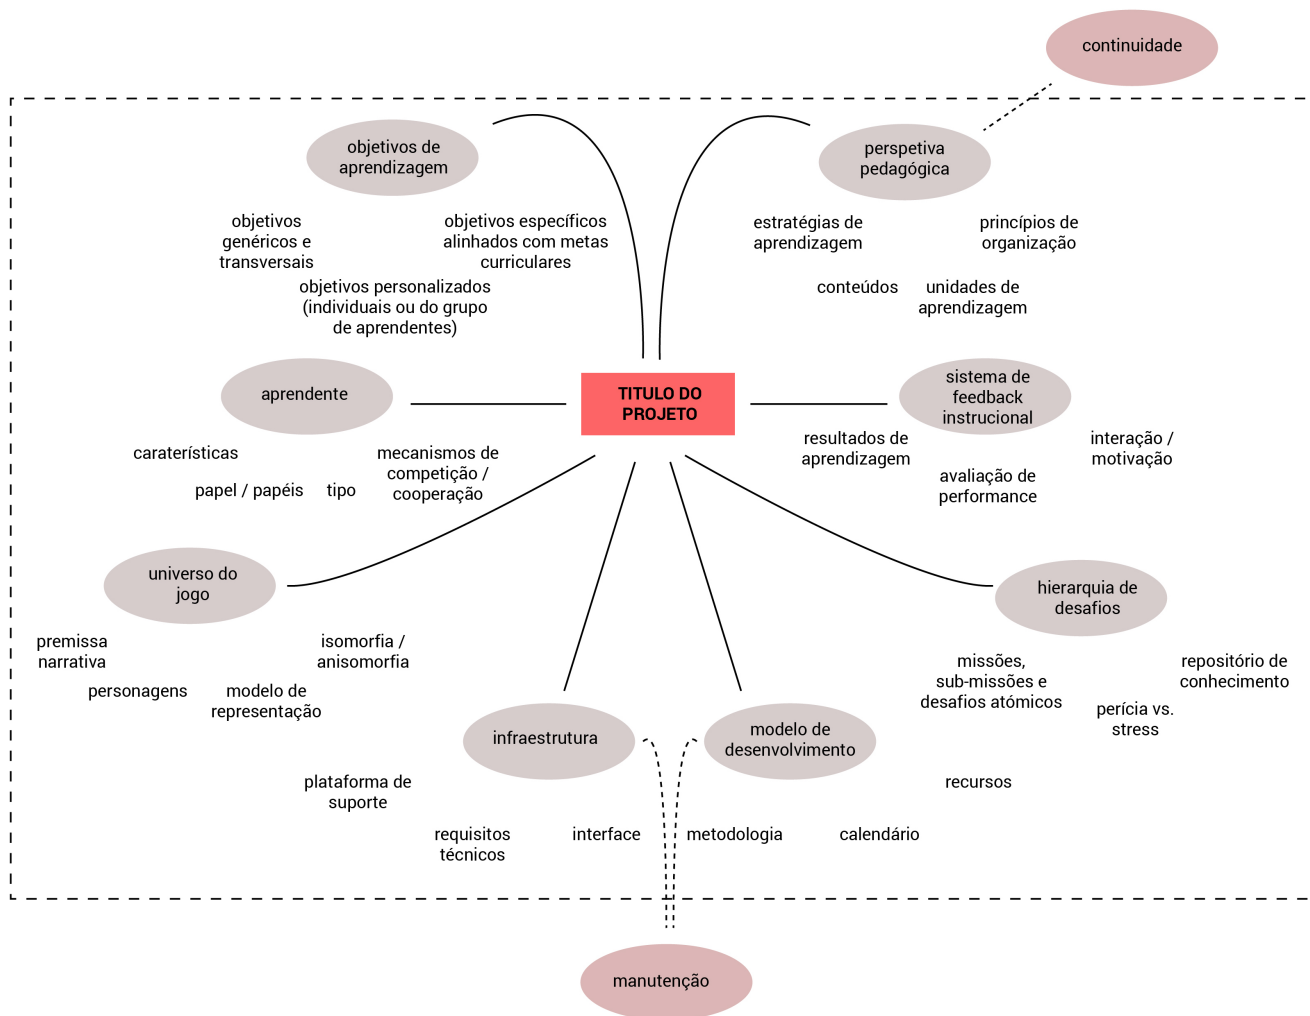 continuidade
objetivos de
aprendizagem
perspetiva
pedagógica
objetivos
genéricos e
transversais
objetivos específicos
alinhados com metas
curriculares
objetivos personalizados
(individuais ou do grupo
de aprendentes)
estratégias de
aprendizagem
princípios de
organização
conteúdos
unidades de
aprendizagem
aprendente
TITULO DO
PROJETO
sistema de
feedback
instrucional
caraterísticas
papel / papéis
tipo
mecanismos de
competição /
cooperação
resultados de
aprendizagem
avaliação de
performance
interação /
motivação
universo do
jogo
hierarquia de
desafios
premissa
narrativa
personagens
modelo de
representação
isomorfia /
anisomorfia
missões,
sub-missões e
desafios atómicos
perícia vs.
stress
repositório de
conhecimento
infraestrutura
modelo de
desenvolvimento
plataforma de
suporte
requisitos
técnicos
interface
metodologia
calendário
recursos
manutenção